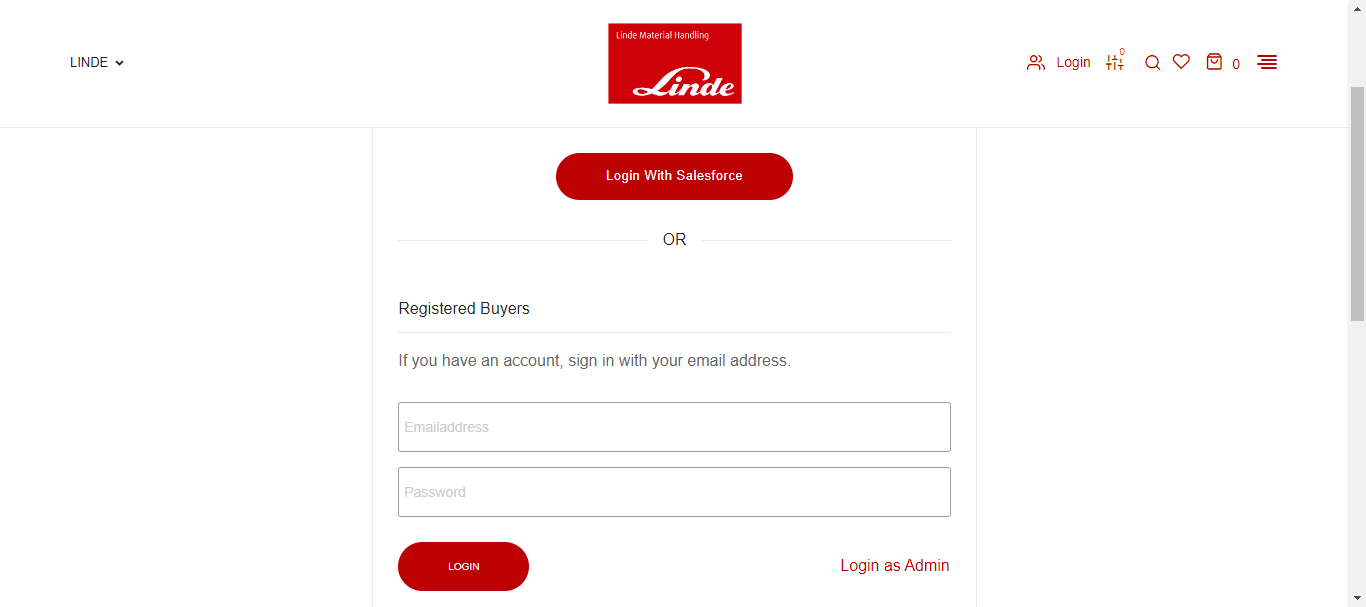 LINDE
Linde Material Handling
Linde
Login
0
0
Login With Salesforce
OR
Registered Buyers
If you have an account, sign in with your email address.
Emailaddress
Password
LOGIN
Login as Admin